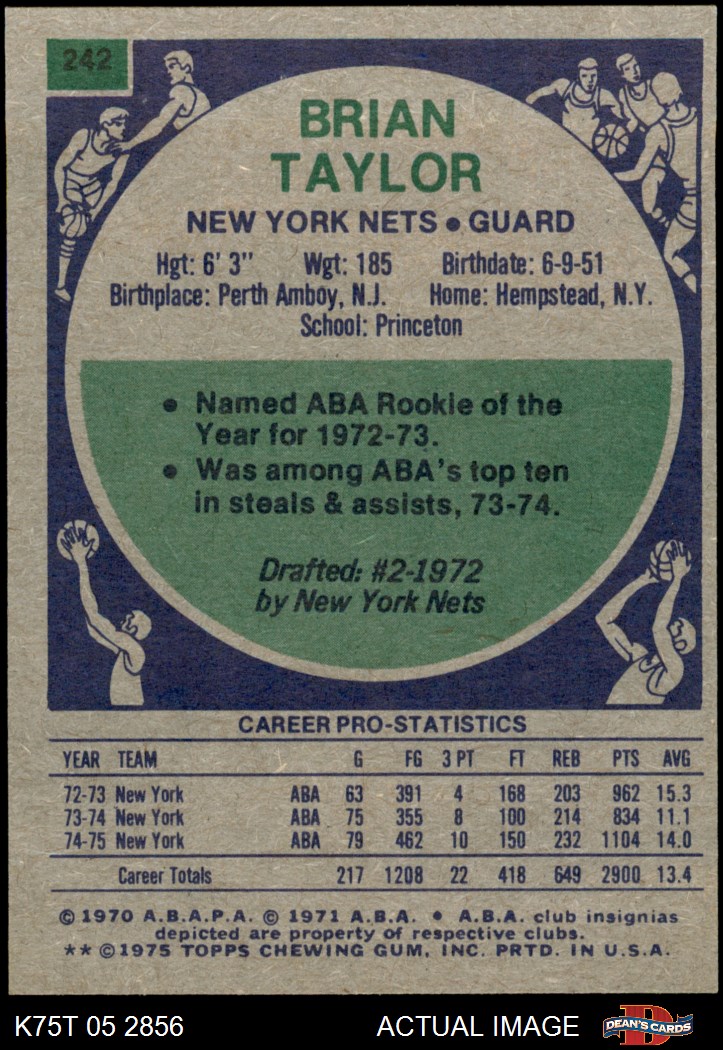 242
BRIAN
TAYLOR
NEW YORK NETS • GUARD
Hgt: 6' 3" Wgt: 185 Birthdate: 6-9-51
Birthplace: Perth Amboy, N.J. Home: Hempstead, N.Y.
School: Princeton
• Named ABA Rookie of the
Year for 1972-73.
• Was among ABA's top ten
in steals & assists, 73-74.
Drafted: #2-1972
by New York Nets
CAREER PRO-STATISTICS
YEAR TEAM G FG 3 PT FT REB PTS AVG
72-73 New York ABA 63 391 4 168 203 962 15.3
73-74 New York ABA 75 355 8 100 214 834 11.1
74-75 New York ABA 79 462 10 150 232 1104 14.0
Career Totals 217 1208 22 418 649 2900 13.4
© 1970 A.B.A.P.A. © 1971 A.B.A. • A.B.A. club insignias
depicted are property of respective clubs.
** © 1975 TOPPS CHEWING GUM, INC. PRTD. IN U.S.A.
K75T 05 2856 ACTUAL IMAGE D DEAN'S CARDS